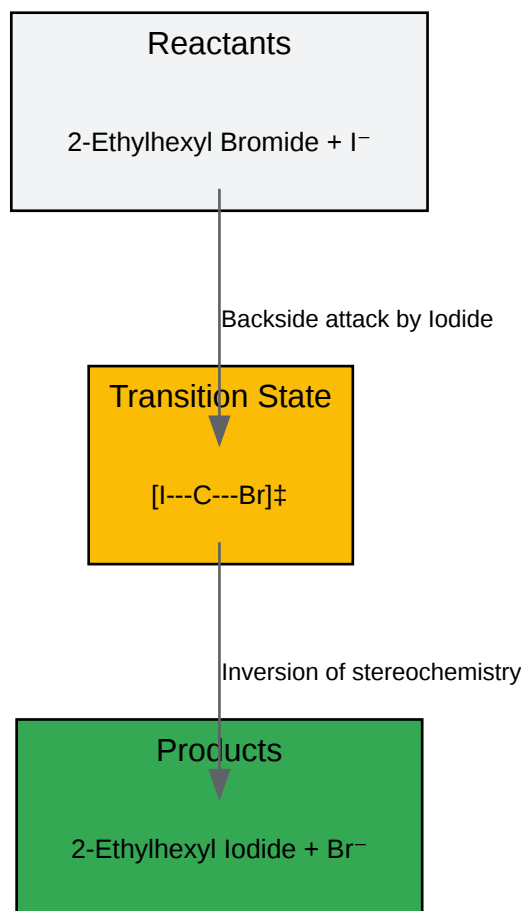 Reactants
2-Ethylhexyl Bromide + I⁻
Backside attack by Iodide
Transition State
[I---C---Br]‡
Inversion of stereochemistry
Products
2-Ethylhexyl Iodide + Br⁻